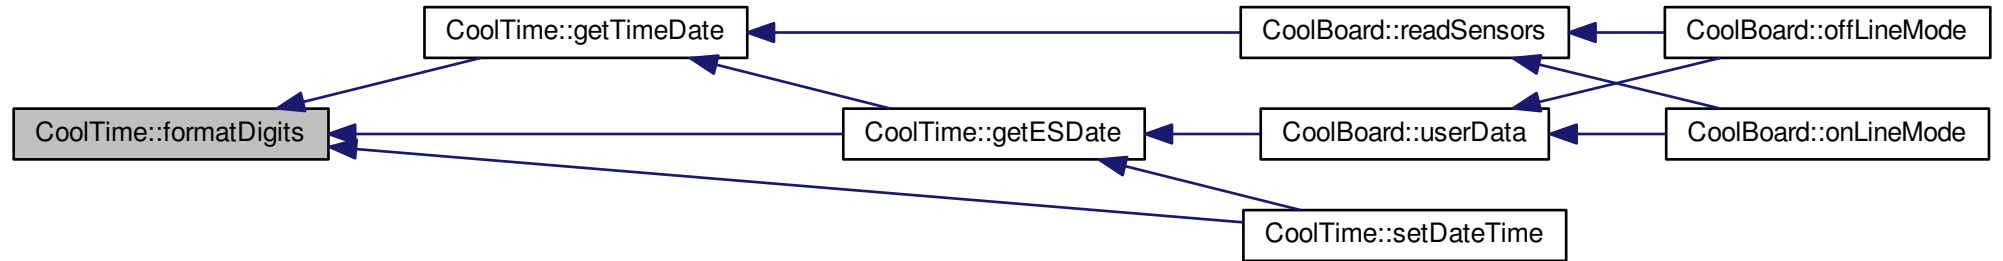 CoolTime::getTimeDate
CoolBoard::readSensors
CoolBoard::offLineMode
CoolTime::formatDigits
CoolTime::getESDate
CoolBoard::userData
CoolBoard::onLineMode
CoolTime::setDateTime